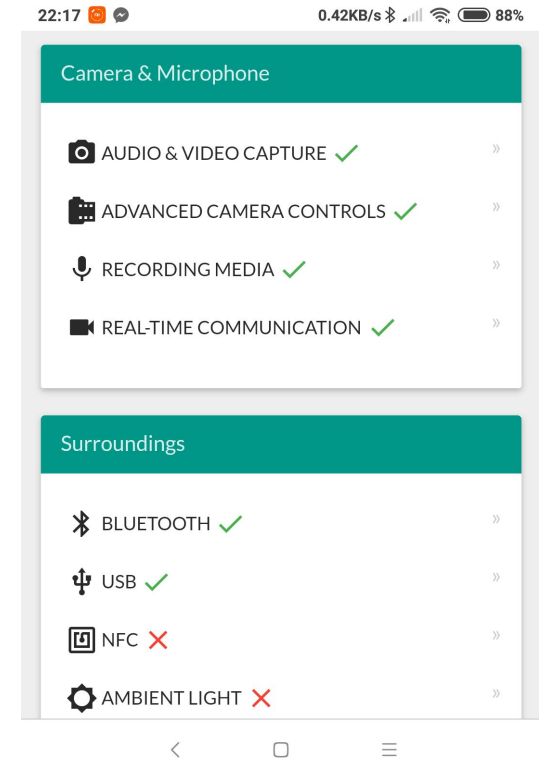 22:17 0.42KB/s 88%
Camera & Microphone
AUDIO & VIDEO CAPTURE
ADVANCED CAMERA CONTROLS
RECORDING MEDIA
REAL-TIME COMMUNICATION
Surroundings
BLUETOOTH
USB
NFC
AMBIENT LIGHT